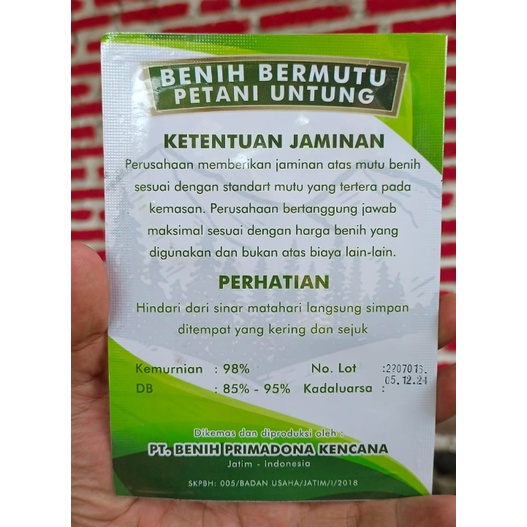 BENIH BERMUTU
PETANI UNTUNG
KETENTUAN JAMINAN
Perusahaan memberikan jaminan atas mutu benih
sesuai dengan standart mutu yang tertera pada
kemasan. Perusahaan bertanggung jawab
maksimal sesuai dengan harga benih yang
digunakan dan bukan atas biaya lain-lain.
PERHATIAN
Hindari dari sinar matahari langsung simpan
ditempat yang kering dan sejuk
Kemurnian : 98% No. Lot :2207013.
DB : 85% - 95% Kadaluarsa : 05.12.24
Dikemas dan diproduksi oleh :
PT. BENIH PRIMADONA KENCANA
Jatim - Indonesia
SKPBH: 005/BADAN USAHA/JATIM/I/2018